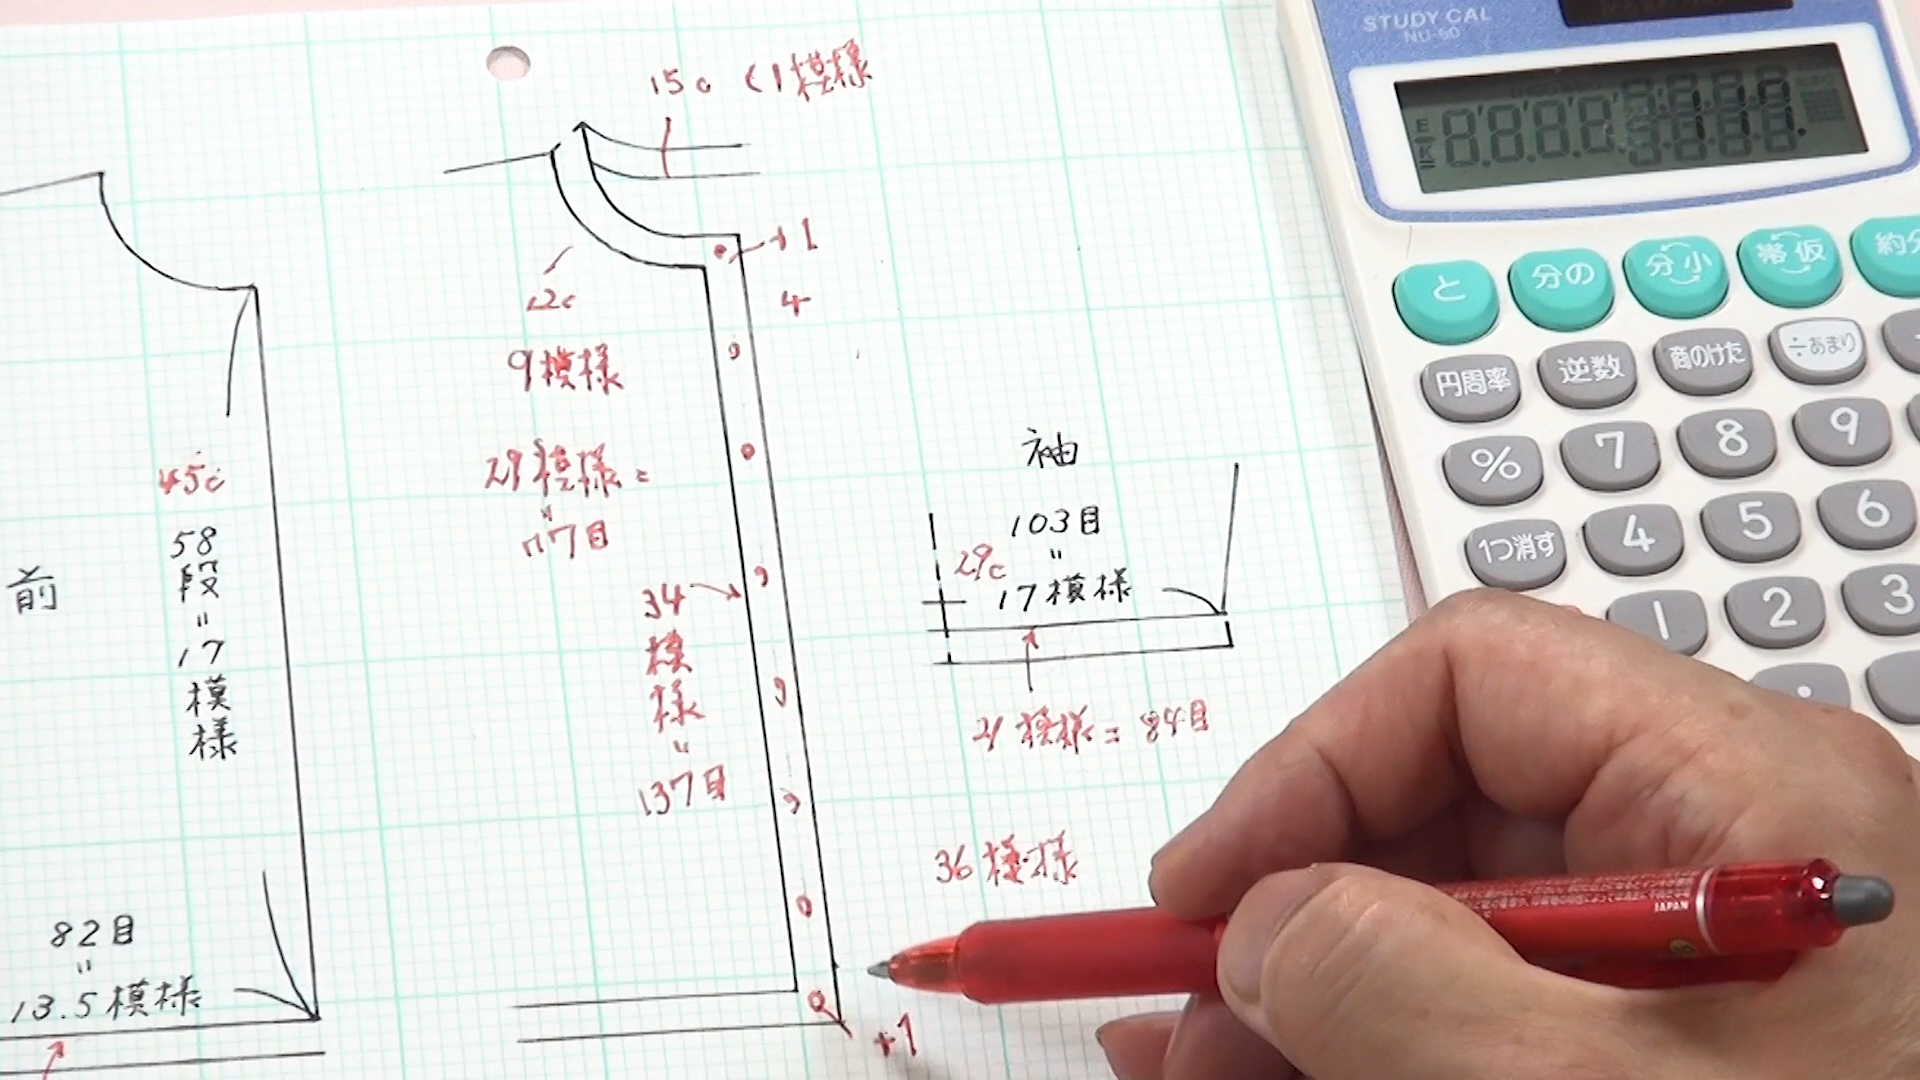 15c (1模様
+1
4
12c
9模様
29模様=
〃
117目
34
模
様
〃
137目
45c
58
段
〃
17
模
様
前
82目
〃
13.5模様
袖
103目
〃
29c
17模様
21模様=84目
36模様
+1
STUDY CAL
NU-60
119.
と 分の 分小 帯仮 約分
円周率 逆数 商のけた ÷あまり
% 7 8 9
1つ消す 4 5 6
1 2 3
JAPAN